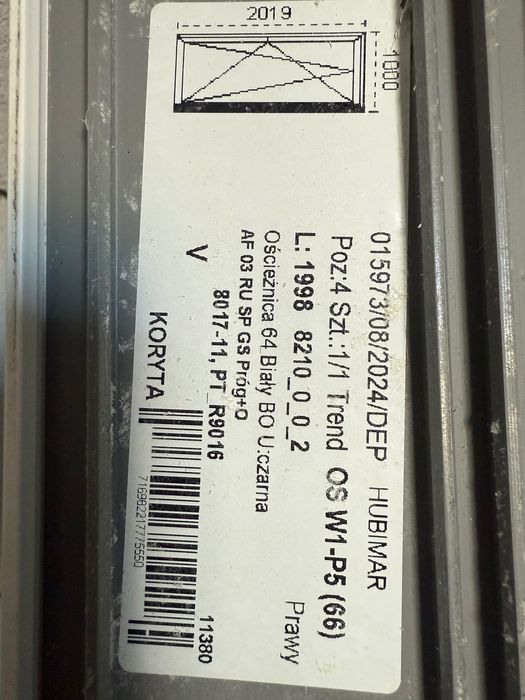 2019
1000
015973/08/2024/DEP HUBIMAR
Poz:4 Szt.:1/1 Trend OS W1-P5 (66)
L: 1998 8210_0_0_2 Prawy
Ościeżnica 64 Biały BO U:czarna
AF 03 RU SP GS Próg+O
8017-11, PT_R9016
V
11380
KORYTA
716982217775550